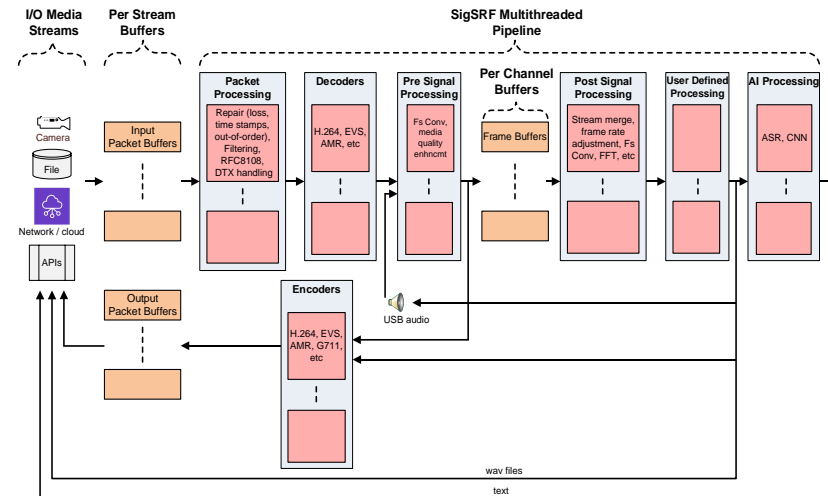 I/O Media
Streams
Per Stream
Buffers
SigSRF Multithreaded
Pipeline
Camera
File
Network / cloud
APIs
Input
Packet Buffers
Packet
Processing
Repair (loss,
time stamps,
out-of-order),
Filtering,
RFC8108,
DTX handling
Decoders
H.264, EVS,
AMR, etc
Pre Signal
Processing
Fs Conv,
media
quality
enhncmt
Per Channel
Buffers
Frame Buffers
Post Signal
Processing
Stream merge,
frame rate
adjustment, Fs
Conv, FFT, etc
User Defined
Processing
AI Processing
ASR, CNN
USB audio
Output
Packet Buffers
Encoders
H.264, EVS,
AMR, G711,
etc
wav files
text